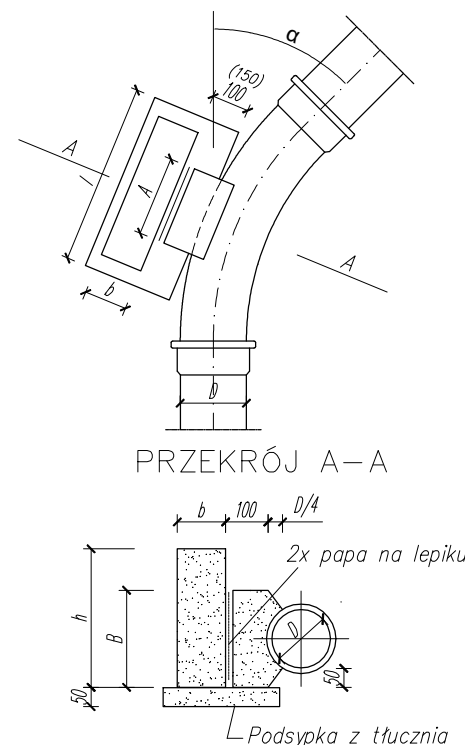 α
(150)
100
A
l
A
b
A
D
PRZEKRÓJ A-A
b
100
D/4
2x papa na lepiku
h
B
D
50
50
Podsypka z tłucznia